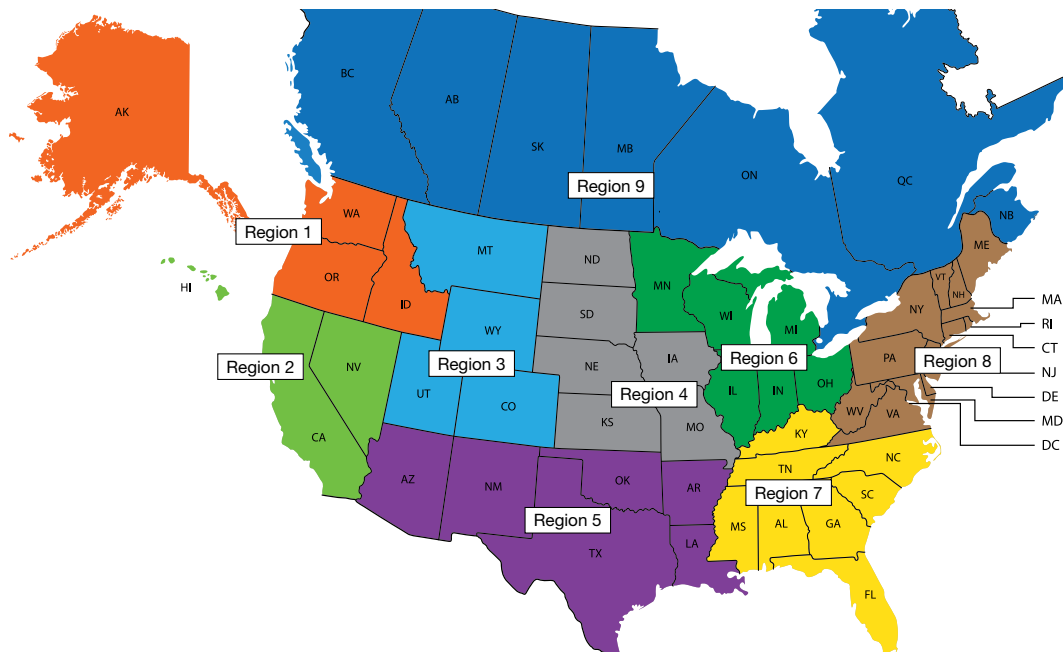 AK
BC
AB
SK
MB
ON
QC
NB
Region 9
WA
Region 1
OR
ID
MT
ND
MN
ME
VT
NH
MA
RI
CT
NJ
DE
MD
DC
HI
WY
SD
WI
MI
NY
Region 2
NV
CA
Region 3
UT
CO
NE
IA
Region 4
KS
MO
Region 6
IL
IN
OH
PA
Region 8
WV
VA
KY
NC
TN
Region 7
SC
AZ
NM
OK
AR
Region 5
TX
LA
MS
AL
GA
FL